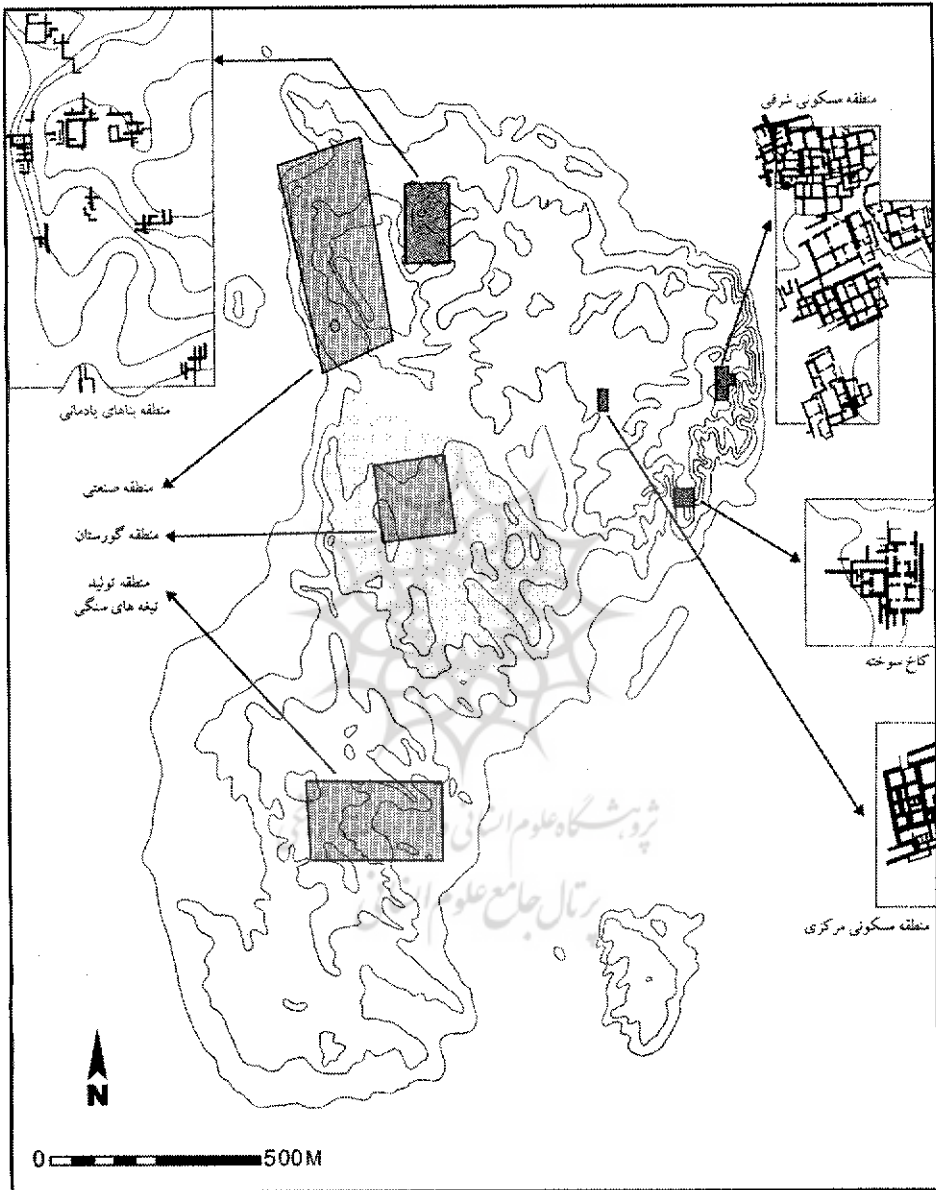 منطقه مسکونی شرقی
منطقه بناهای یادمانی
منطقه صنعتی
منطقه گورستان
منطقه تولید
تیغه های سنگی
کاخ سوخته
منطقه مسکونی مرکزی
پژوهشگاه علوم انسانی
پرتال جامع علوم انسانی
N
0 500M